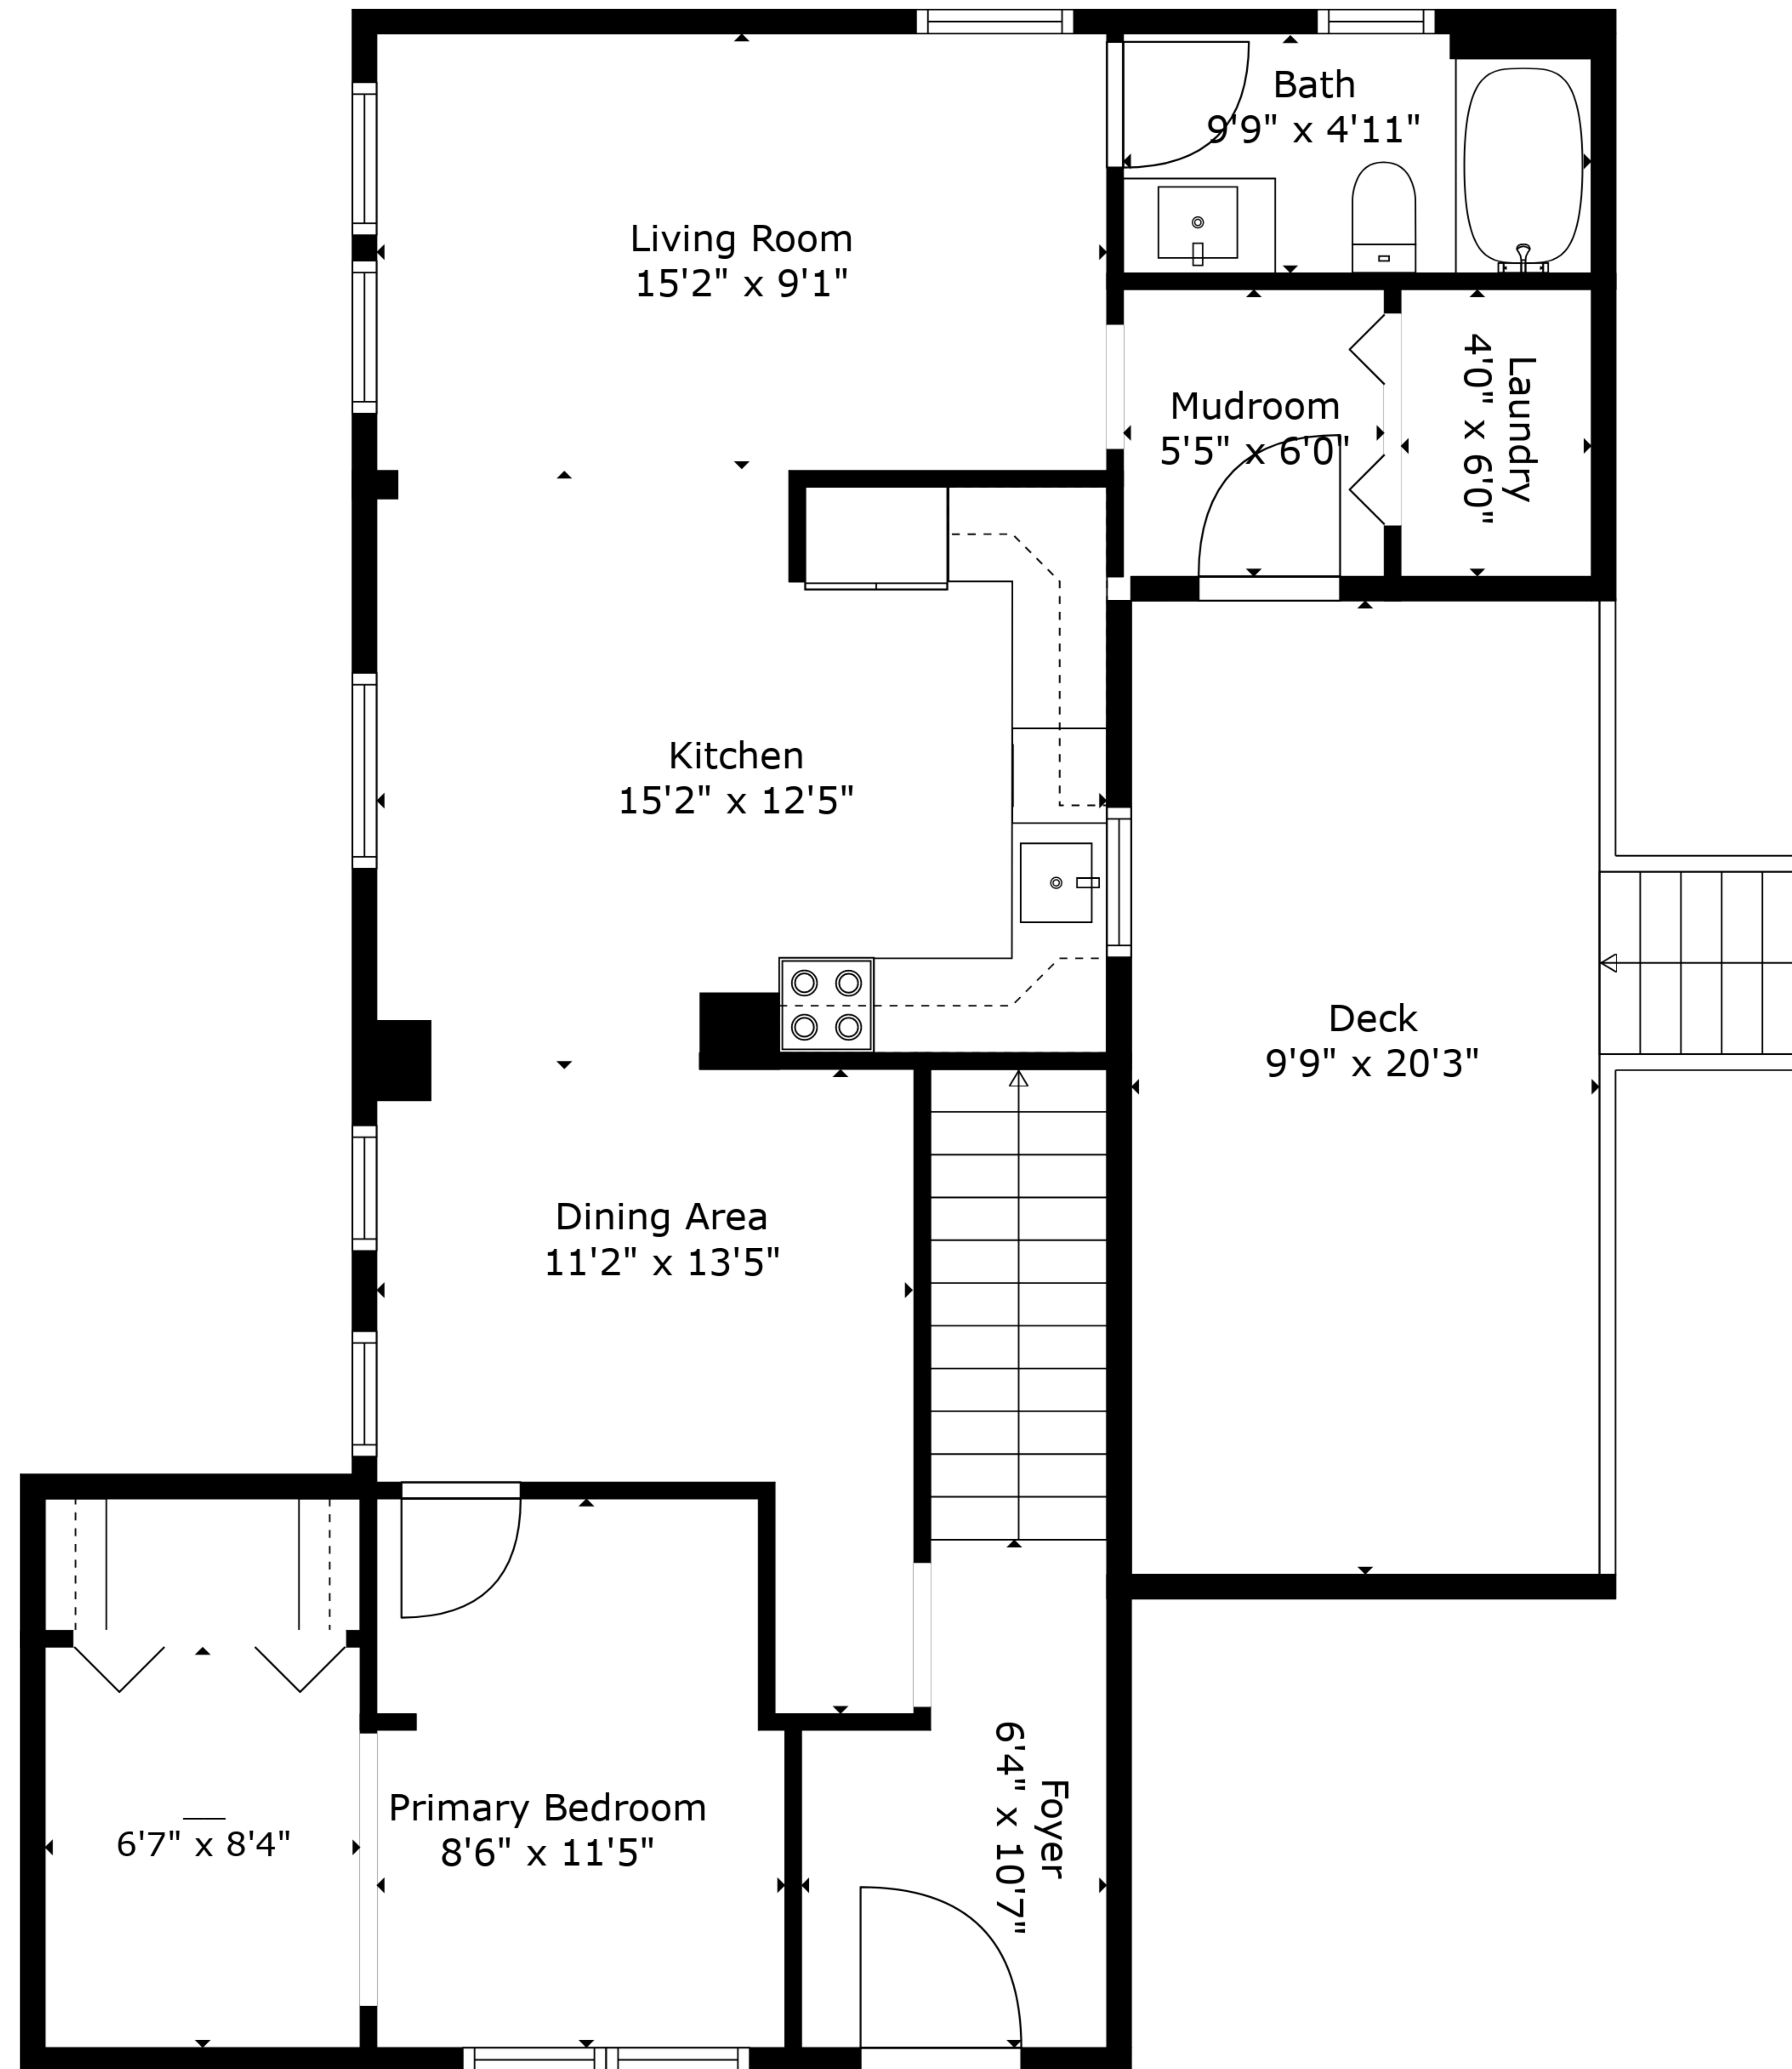 Bath
9'9" x 4'11"
Living Room
15'2" x 9'1"
Mudroom
5'5" x 6'0"
Laundry
4'0" x 6'0"
Kitchen
15'2" x 12'5"
Deck
9'9" x 20'3"
Dining Area
11'2" x 13'5"
Primary Bedroom
8'6" x 11'5"
__
6'7" x 8'4"
Foyer
6'4" x 10'7"